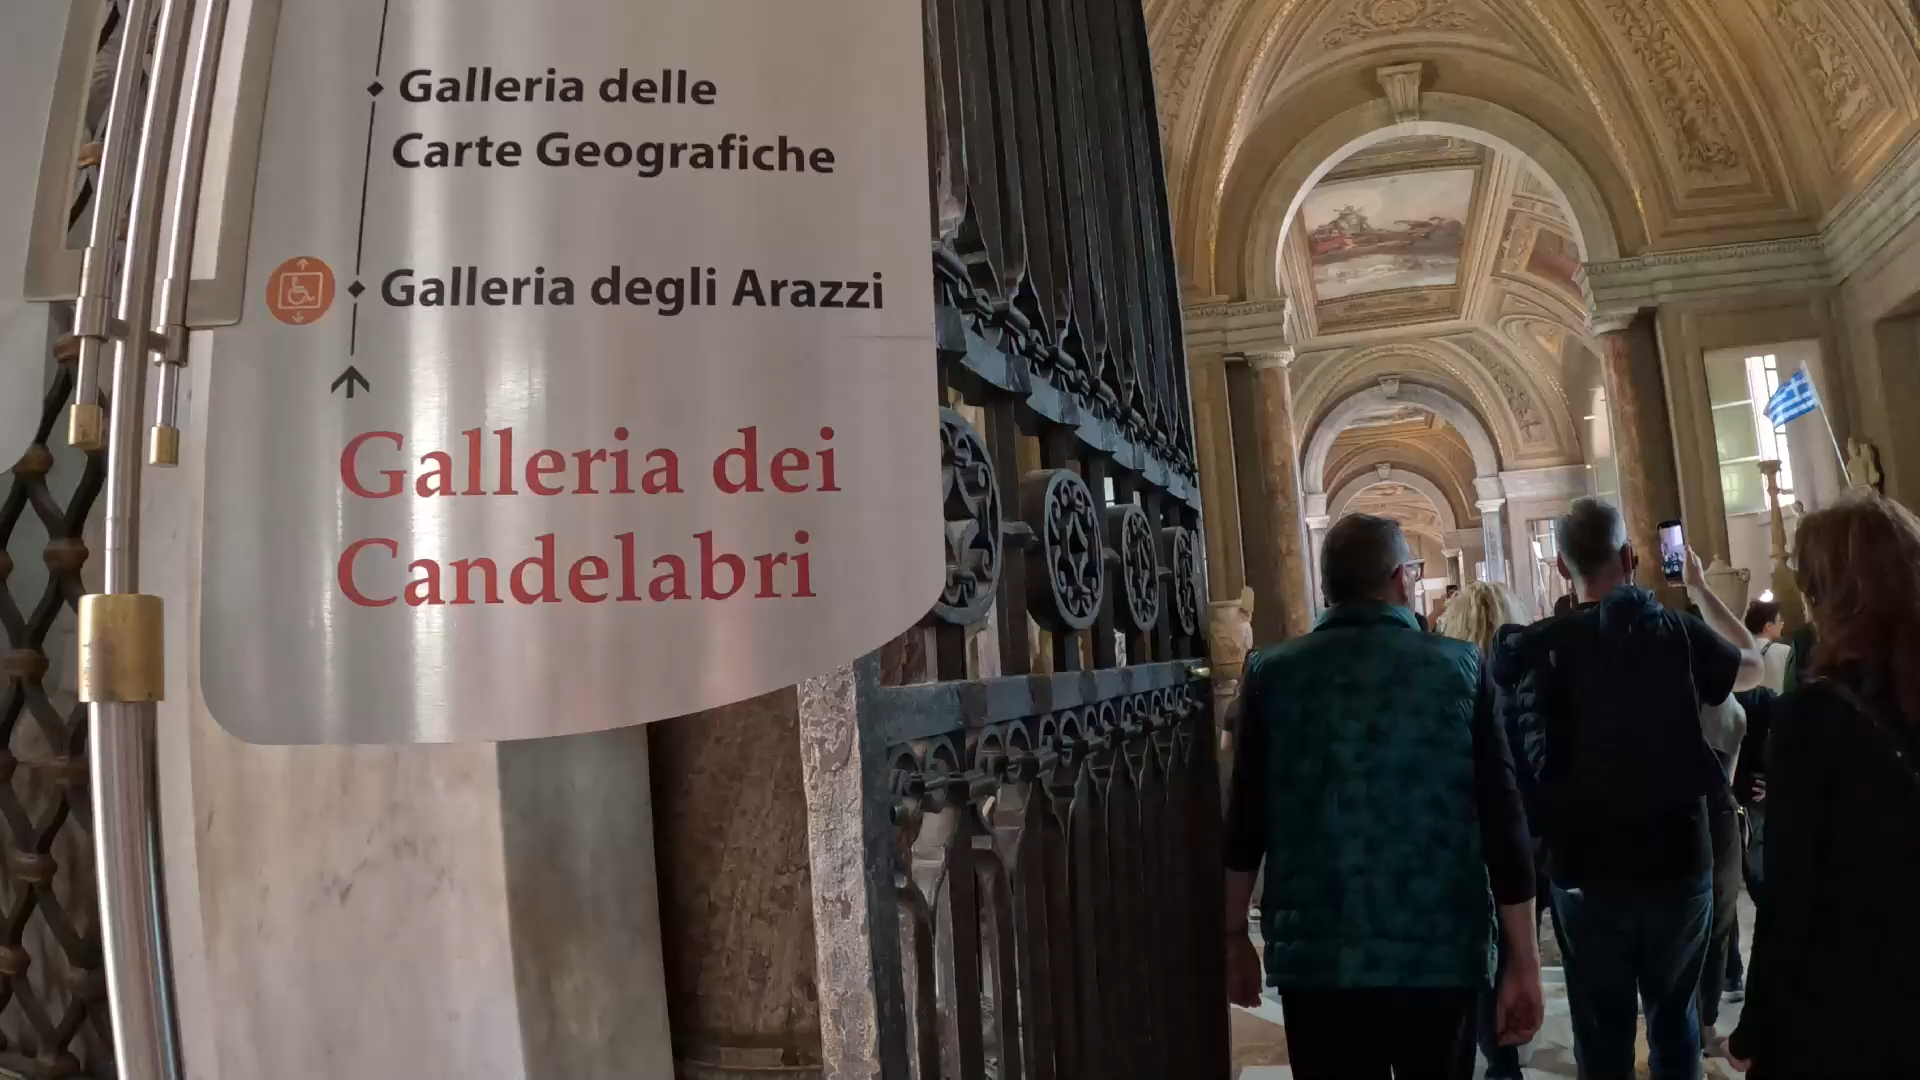 Galleria delle
Carte Geografiche
Galleria degli Arazzi
Galleria dei
Candelabri